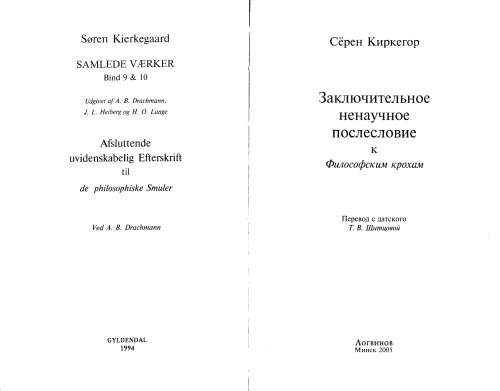 Søren Kierkegaard
SAMLEDE VÆRKER
Bind 9 & 10
Udgivet af A. B. Drachmann,
J. L. Heiberg og H. O. Lange
Afsluttende
uvidenskabelig Efterskrift
til
de philosophiske Smuler
Ved A. B. Drachmann
GYLDENDAL
1994
Сёрен Киркегор
Заключительное
ненаучное
послесловие
к
Философским крохам
Перевод с датского
Т. В. Щитцовой
Логвинов
Минск 2005